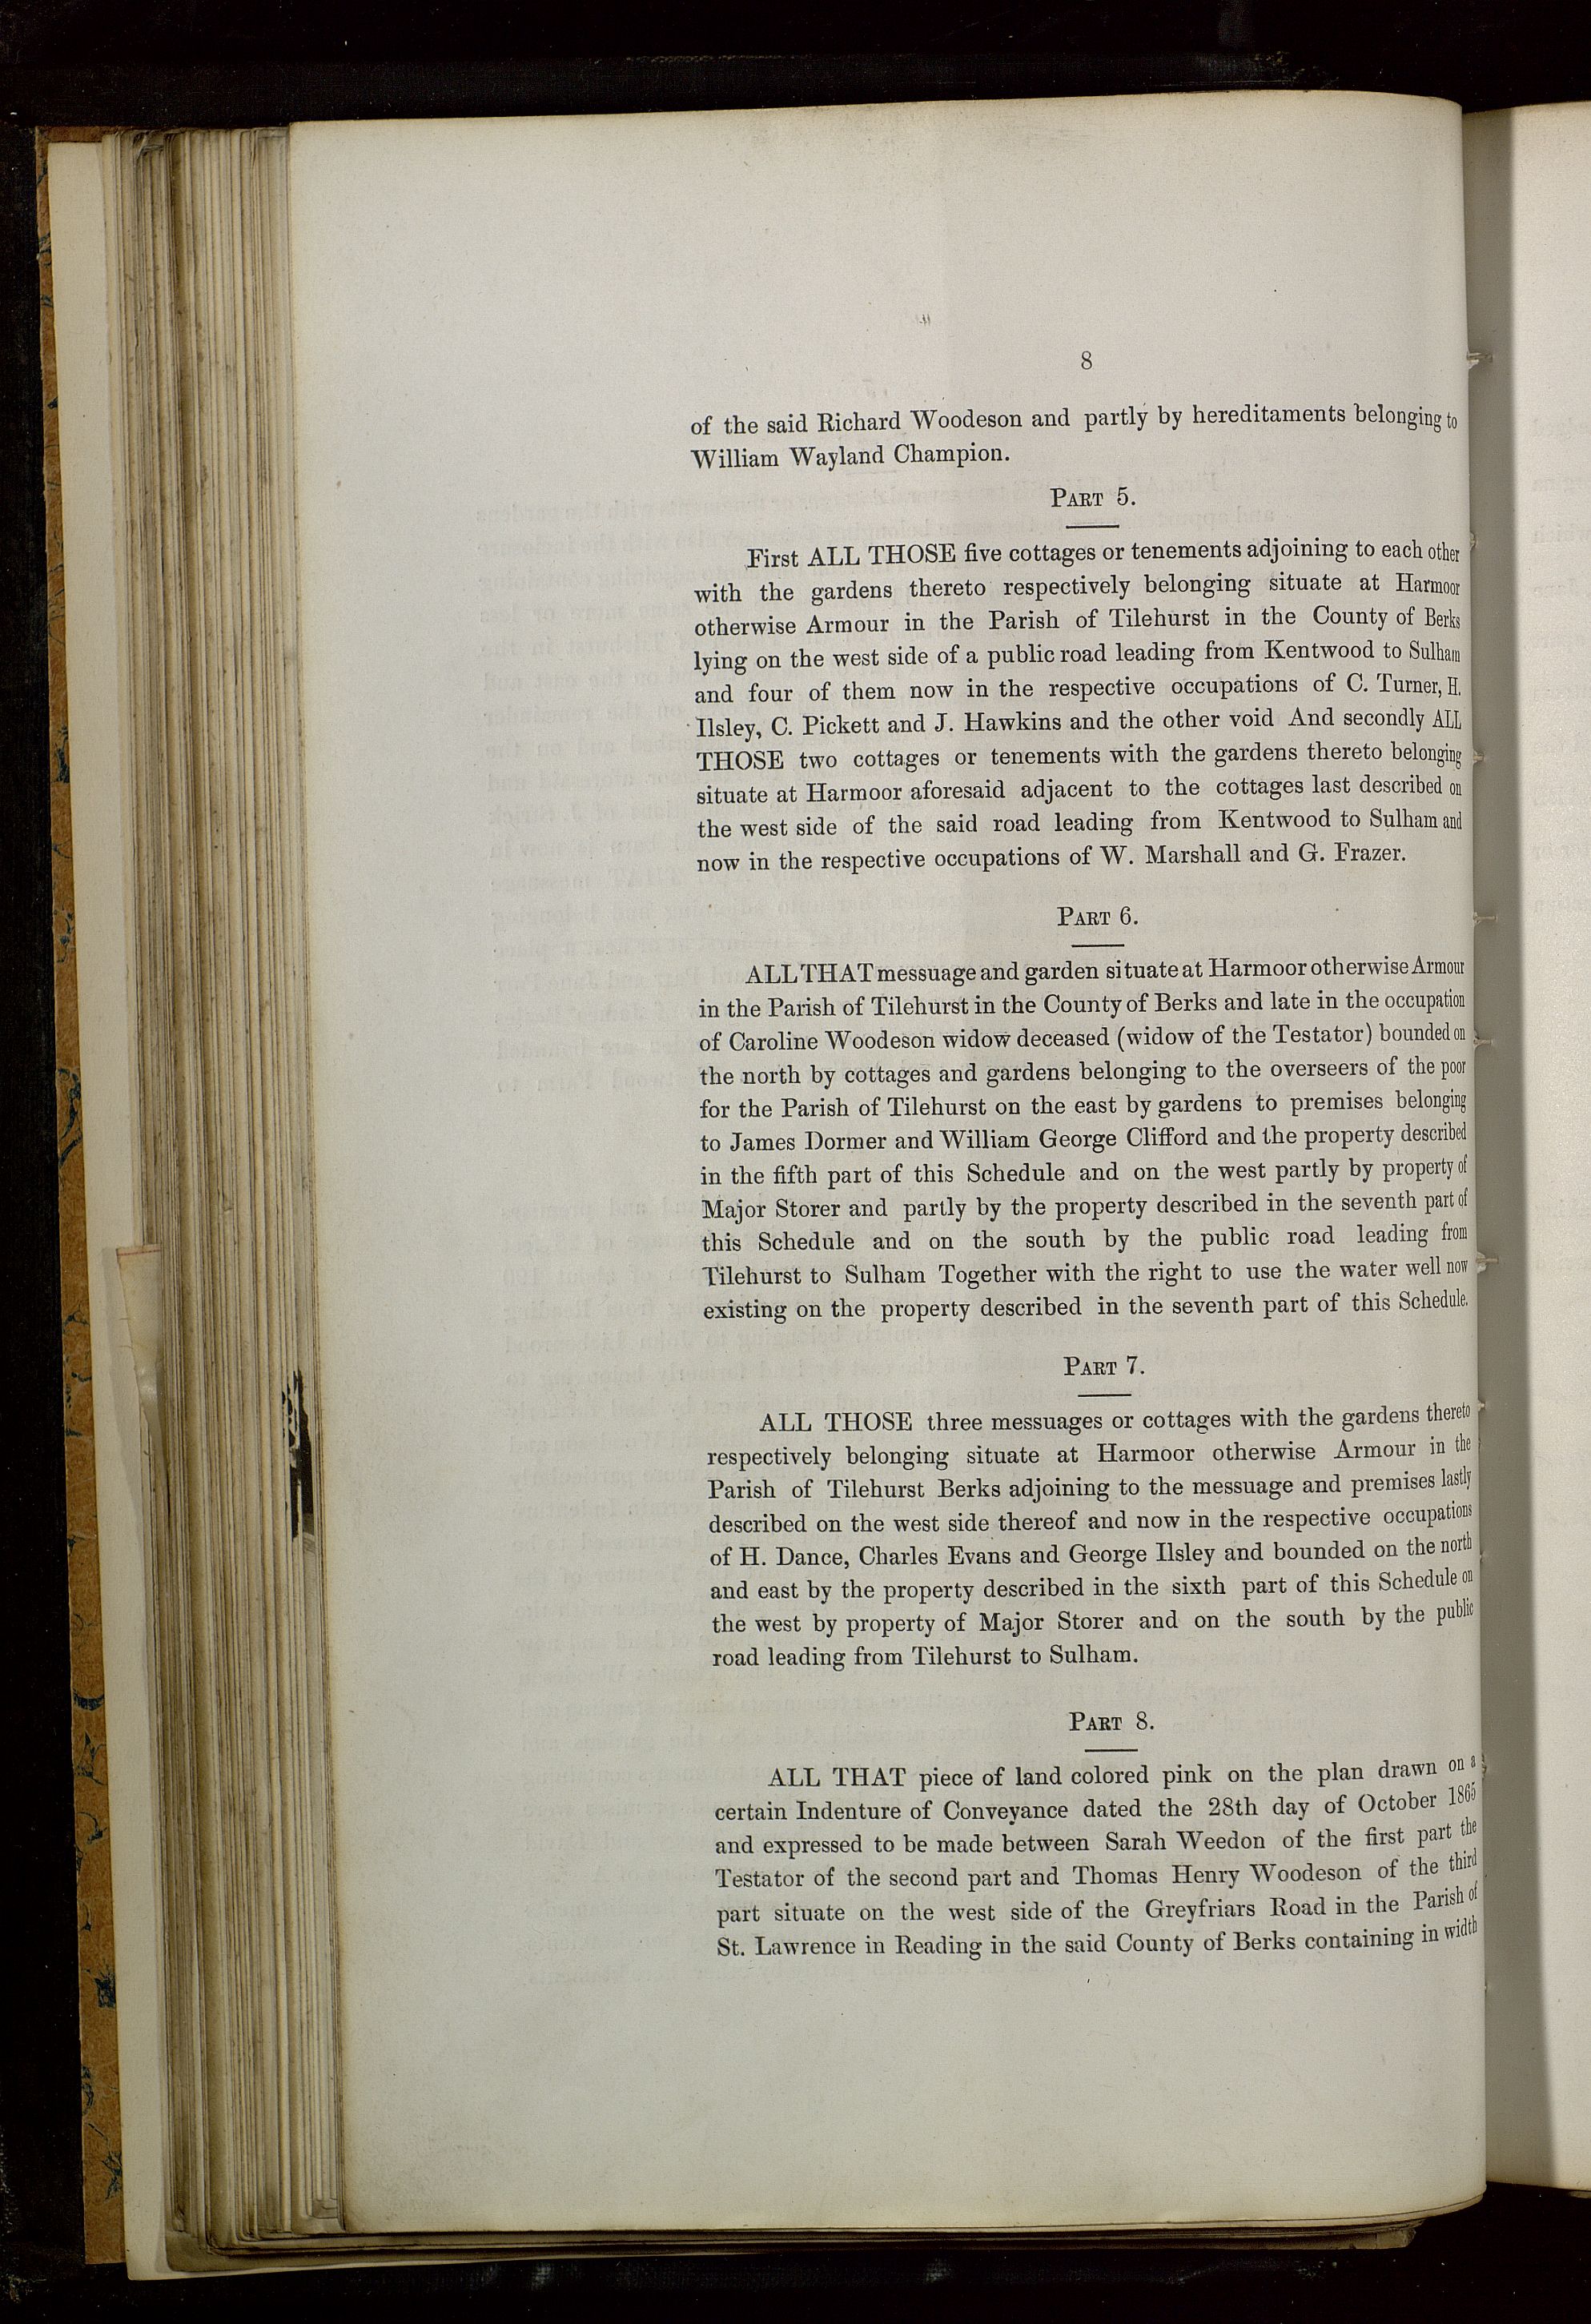 8
of the said Richard Woodeson and partly by hereditaments belonging to
William Wayland Champion.
PART 5.
First ALL THOSE five cottages or tenements adjoining to each other
with the gardens thereto respectively belonging situate at Harmoor
otherwise Armour in the Parish of Tilehurst in the County of Berks
lying on the west side of a public road leading from Kentwood to Sulham
and four of them now in the respective occupations of C. Turner, H.
Ilsley, C. Pickett and J. Hawkins and the other void And secondly ALL
THOSE two cottages or tenements with the gardens thereto belonging
situate at Harmoor aforesaid adjacent to the cottages last described on
the west side of the said road leading from Kentwood to Sulham and
now in the respective occupations of W. Marshall and G. Frazer.
PART 6.
ALL THAT messuage and garden situate at Harmoor otherwise Armour
in the Parish of Tilehurst in the County of Berks and late in the occupation
of Caroline Woodeson widow deceased (widow of the Testator) bounded on
the north by cottages and gardens belonging to the overseers of the poor
for the Parish of Tilehurst on the east by gardens to premises belonging
to James Dormer and William George Clifford and the property described
in the fifth part of this Schedule and on the west partly by property of
Major Storer and partly by the property described in the seventh part of
this Schedule and on the south by the public road leading from
Tilehurst to Sulham Together with the right to use the water well now
existing on the property described in the seventh part of this Schedule.
PART 7.
ALL THOSE three messuages or cottages with the gardens thereto
respectively belonging situate at Harmoor otherwise Armour in the
Parish of Tilehurst Berks adjoining to the messuage and premises lastly
described on the west side thereof and now in the respective occupations
of H. Dance, Charles Evans and George Ilsley and bounded on the north
and east by the property described in the sixth part of this Schedule on
the west by property of Major Storer and on the south by the public
road leading from Tilehurst to Sulham.
PART 8.
ALL THAT piece of land colored pink on the plan drawn on a
certain Indenture of Conveyance dated the 28th day of October 1865
and expressed to be made between Sarah Weedon of the first part the
Testator of the second part and Thomas Henry Woodeson of the third
part situate on the west side of the Greyfriars Road in the Parish of
St. Lawrence in Reading in the said County of Berks containing in width